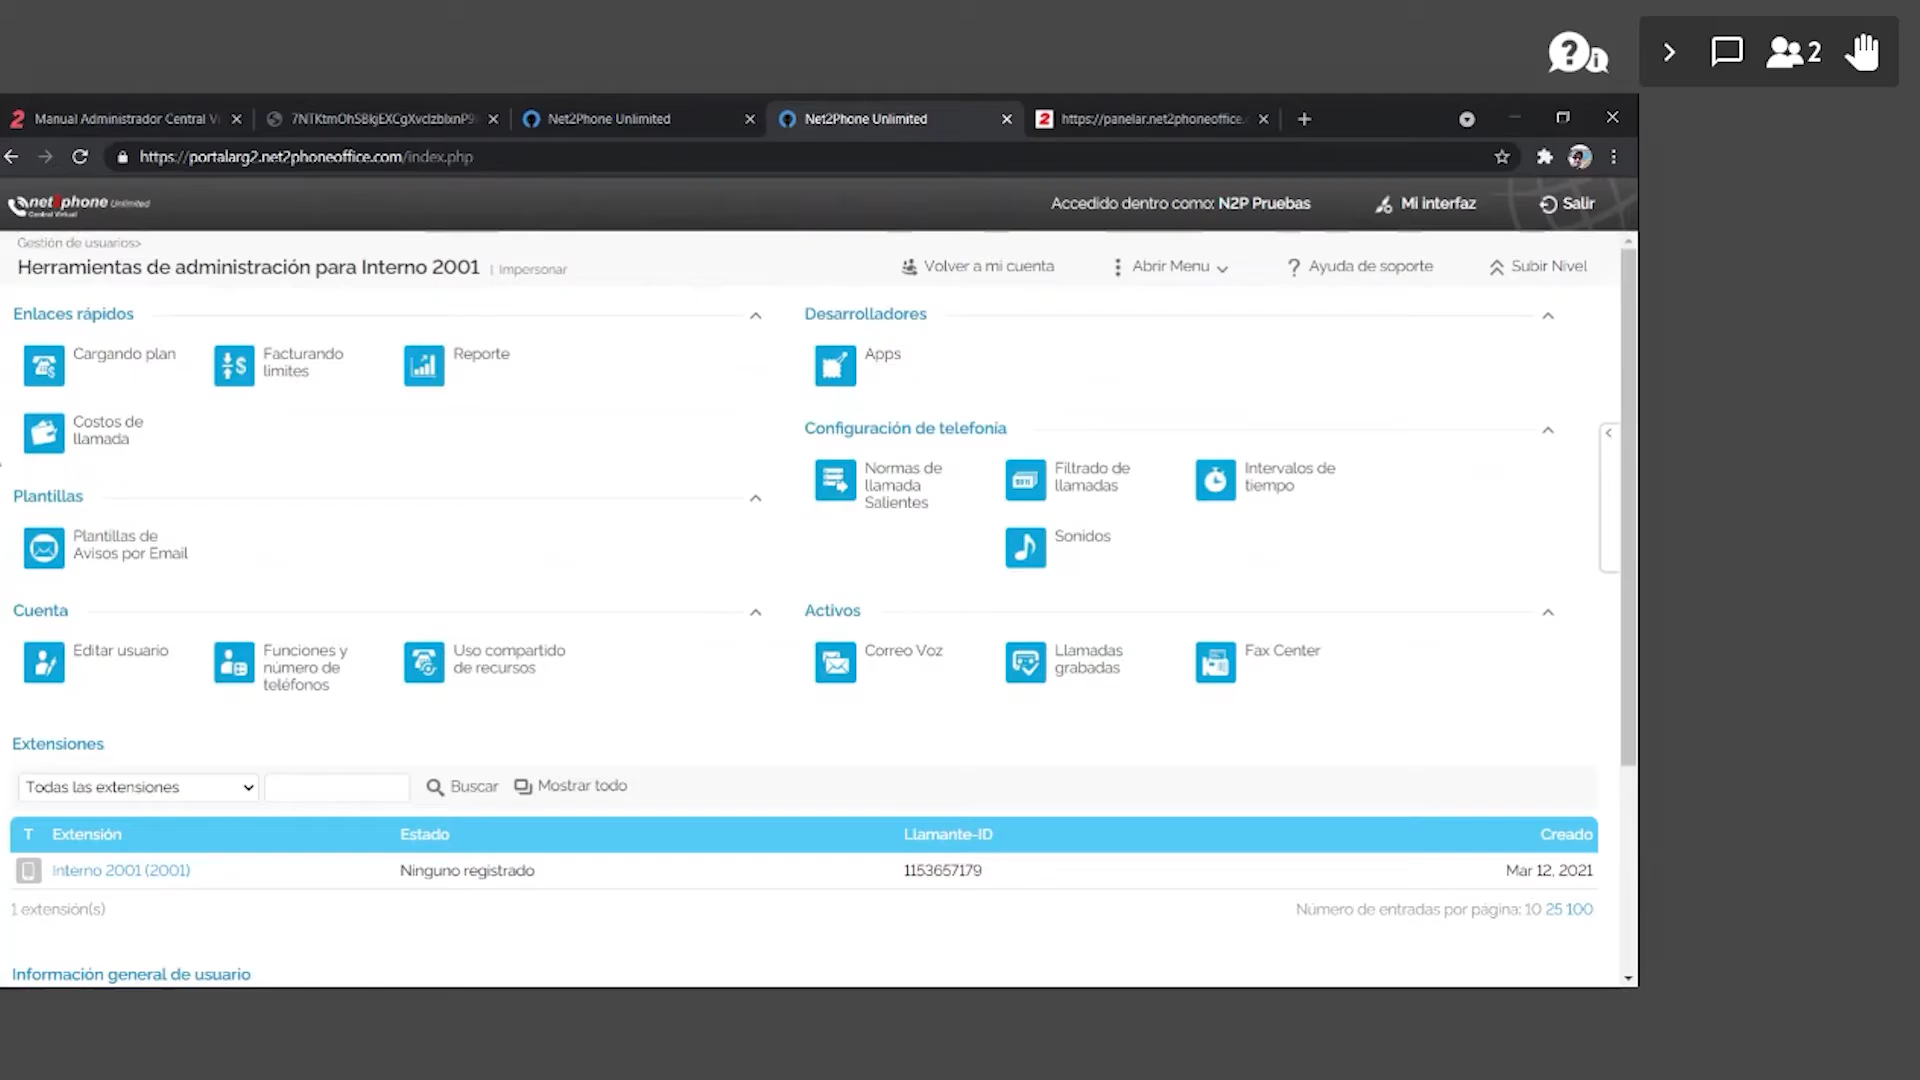 2
Manual Administrador Central Vi
Net2Phone Unlimited
Net2Phone Unlimited
2 https://panelar.net2phoneoffice.
https://portalarg2.net2phoneoffice.com/index.php
net2phone Unlimited
Central Virtual
Accedido dentro como: N2P Pruebas
Mi interfaz
Salir
Gestión de usuarios>
Herramientas de administración para Interno 2001 | Impersonar
Volver a mi cuenta
Abrir Menu
? Ayuda de soporte
Subir Nivel
Enlaces rápidos
Cargando plan
Facturando
limites
Reporte
Costos de
llamada
Plantillas
Plantillas de
Avisos por Email
Cuenta
Editar usuario
Funciones y
número de
teléfonos
Uso compartido
de recursos
Desarrolladores
Apps
Configuración de telefonía
Normas de
llamada
Salientes
Filtrado de
llamadas
Intervalos de
tiempo
Sonidos
Activos
Correo Voz
Llamadas
grabadas
Fax Center
Extensiones
Todas las extensiones
Buscar
Mostrar todo
T Extensión Estado Llamante-ID Creado
Interno 2001 (2001) Ninguno registrado 1153657179 Mar 12, 2021
1 extensión(s)
Número de entradas por página: 10 25 100
Información general de usuario